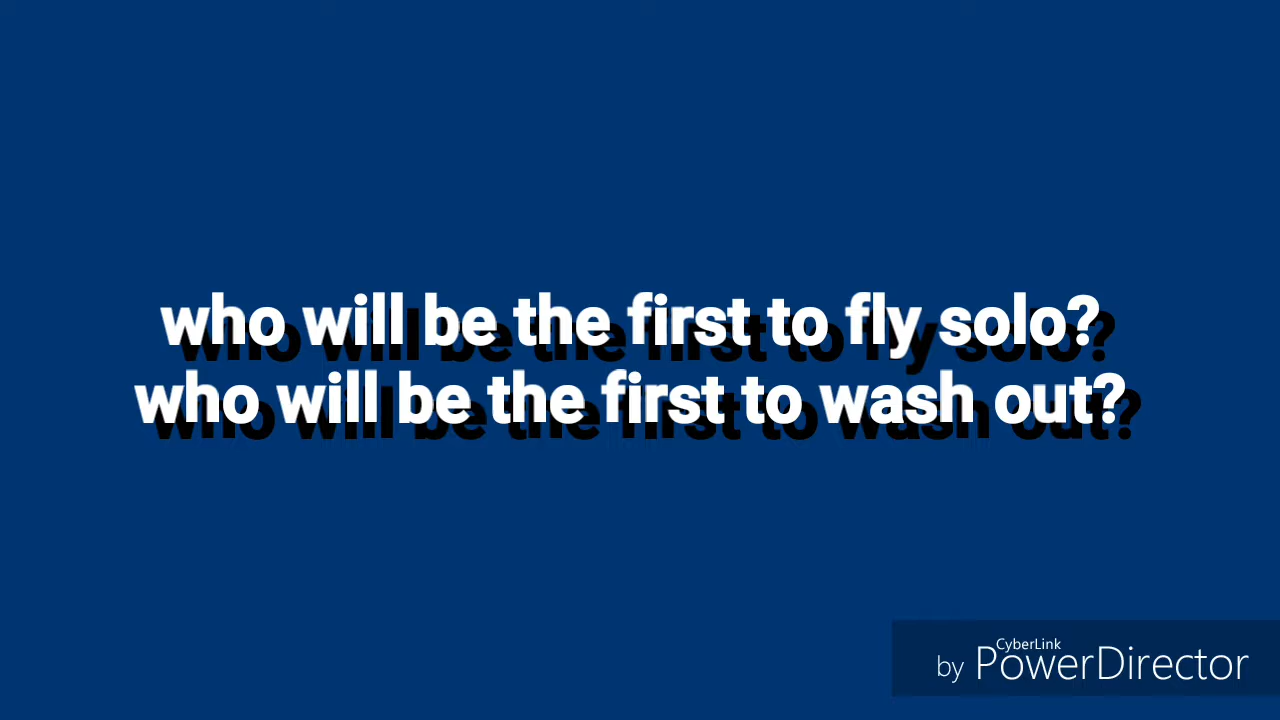 who will be the first to fly solo?
who will be the first to wash out?
CyberLink
by PowerDirector